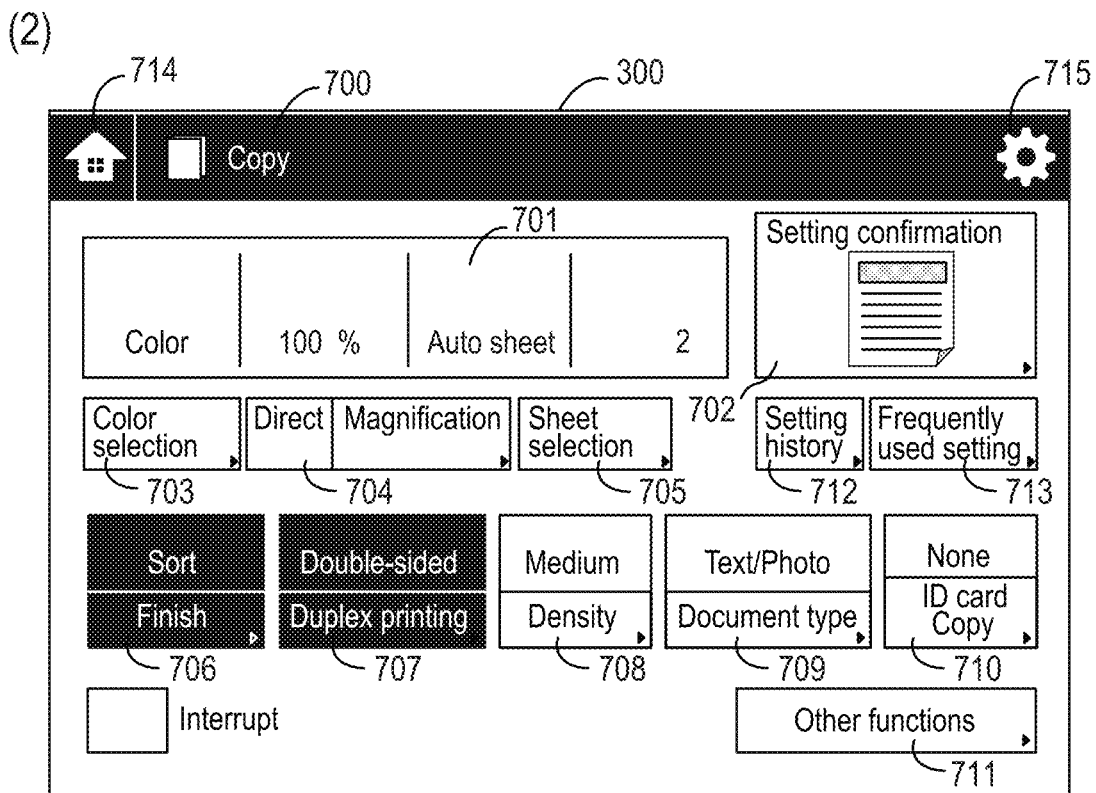 (2)
714
700
300
715
Copy
701
Setting confirmation
Color
100 %
Auto sheet
2
702
Color
selection
Direct
Magnification
Sheet
selection
Setting
history
Frequently
used setting
703
704
705
712
713
Sort
Double-sided
Medium
Text/Photo
None
Finish
Duplex printing
Density
Document type
ID card
Copy
706
707
708
709
710
Interrupt
Other functions
711